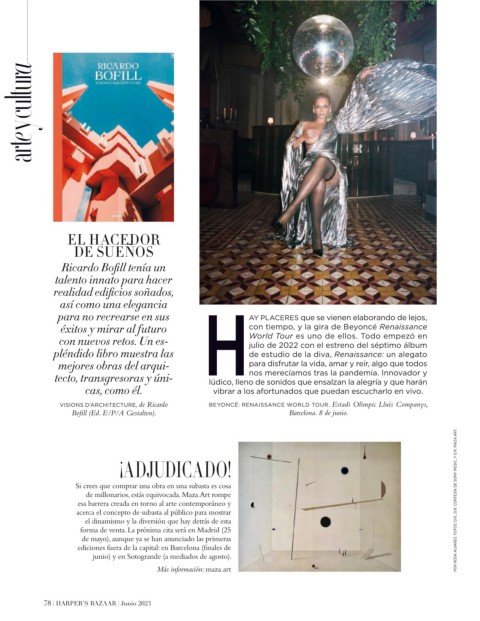 arte y cultura
RICARDO
BOFILL
EL HACEDOR
DE SUEÑOS
Ricardo Bofill tenía un
talento innato para hacer
realidad edificios soñados,
así como una elegancia
para no recrearse en sus
éxitos y mirar al futuro
con nuevos retos. Un es-
pléndido libro muestra las
mejores obras del arqui-
tecto, transgresoras y úni-
cas, como él.
VISIONS D'ARCHITECTURE, de Ricardo
Bofill (Ed. E/P/A Gestalten).
HAY PLACERES que se vienen elaborando de lejos,
con tiempo, y la gira de Beyoncé Renaissance
World Tour es uno de ellos. Todo empezó en
julio de 2022 con el estreno del séptimo álbum
de estudio de la diva, Renaissance: un alegato
para disfrutar la vida, amar y reír, algo que todos
nos merecíamos tras la pandemia. Innovador y
lúdico, lleno de sonidos que ensalzan la alegría y que harán
vibrar a los afortunados que puedan escucharlo en vivo.
BEYONCÉ: RENAISSANCE WORLD TOUR. Estadi Olímpic Lluís Companys,
Barcelona. 8 de junio.
¡ADJUDICADO!
Si crees que comprar una obra en una subasta es cosa
de millonarios, estás equivocada. Maza.Art rompe
esa barrera creada en torno al arte contemporáneo y
acerca el concepto de subasta al público para mostrar
el dinamismo y la diversión que hay detrás de esta
forma de venta. La próxima cita será en Madrid (25
de mayo), aunque ya se han anunciado las primeras
ediciones fuera de la capital: en Barcelona (finales de
junio) y en Sotogrande (a mediados de agosto).
Más información: maza.art
POR: ROSA ALVARES. FOTOS: D.R., D.R. CORTESÍA DE SONY MUSIC, Y D.R. MAZA ART.
78 | HARPER'S BAZAAR | Junio 2023